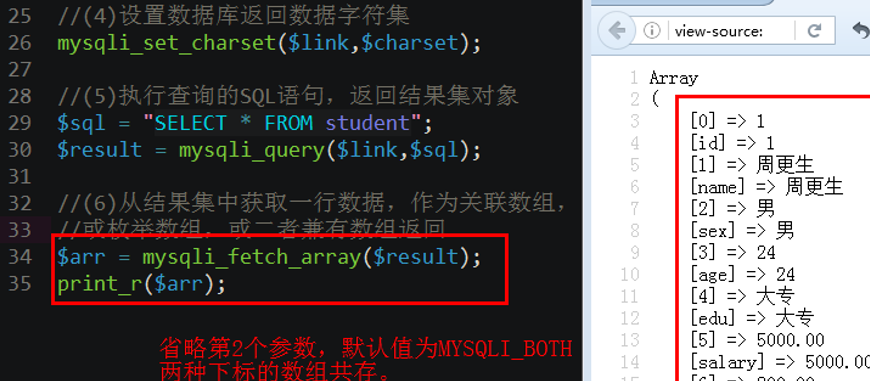 25 //(4)设置数据库返回数据字符集
26 mysqli_set_charset($link,$charset);
27
28 //(5)执行查询的SQL语句，返回结果集对象
29 $sql = "SELECT * FROM student";
30 $result = mysqli_query($link,$sql);
31
32 //(6)从结果集中获取一行数据，作为关联数组，
33 //或枚举数组，或二者兼有数组返回
34 $arr = mysqli_fetch_array($result);
35 print_r($arr);
省略第2个参数，默认值为MYSQLI_BOTH
两种下标的数组共存。
view-source:
1 Array
2 (
3 [0] => 1
4 [id] => 1
5 [1] => 周更生
6 [name] => 周更生
7 [2] => 男
8 [sex] => 男
9 [3] => 24
10 [age] => 24
11 [4] => 大专
12 [edu] => 大专
13 [5] => 5000.00
14 [salary] => 5000.00